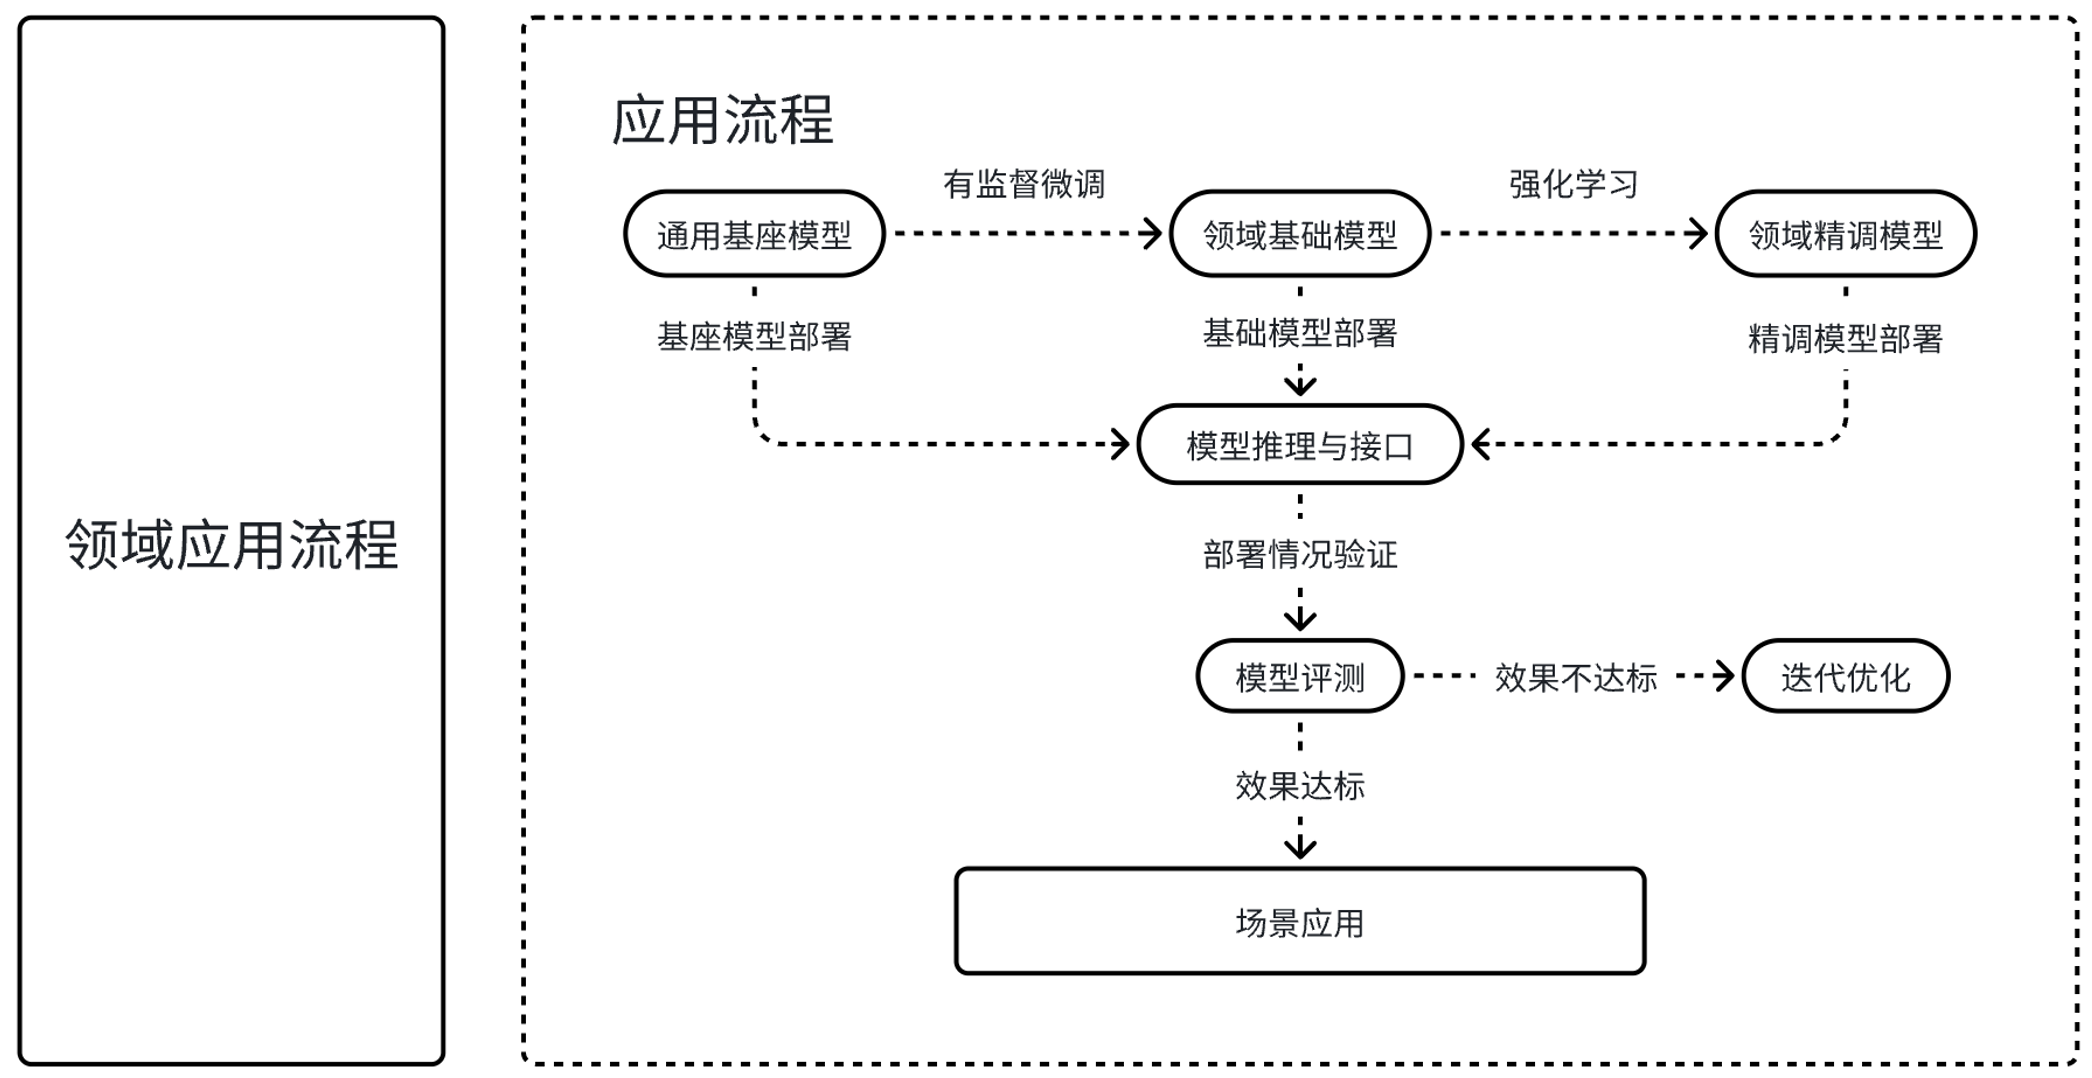 领域应用流程
应用流程
有监督微调
强化学习
通用基座模型
领域基础模型
领域精调模型
基座模型部署
基础模型部署
精调模型部署
模型推理与接口
部署情况验证
模型评测
效果不达标
迭代优化
效果达标
场景应用